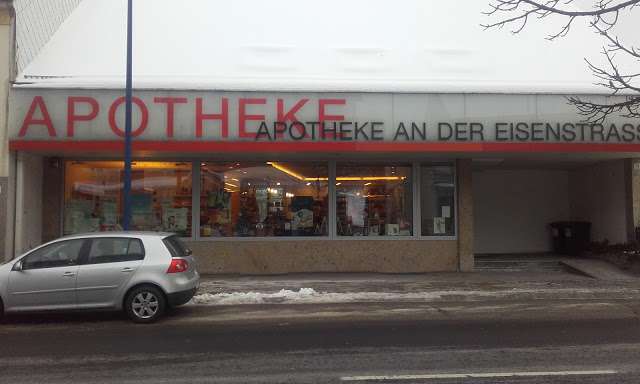 APOTHEKE
APOTHEKE AN DER EISENSTRASS